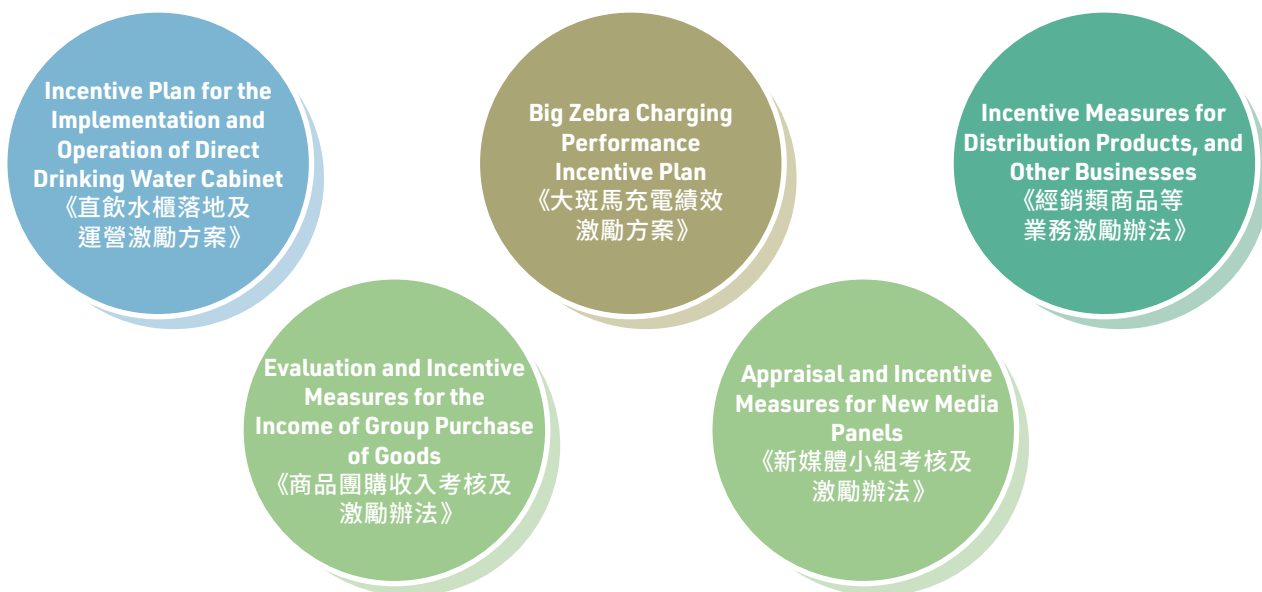 Incentive Plan for the
Implementation and
Operation of Direct
Drinking Water Cabinet
《直飲水櫃落地及
運營激勵方案》
Big Zebra Charging
Performance
Incentive Plan
《大斑馬充電績效
激勵方案》
Incentive Measures for
Distribution Products, and
Other Businesses
《經銷類商品等
業務激勵辦法》
Evaluation and Incentive
Measures for the
Income of Group Purchase
of Goods
《商品團購收入考核及
激勵辦法》
Appraisal and Incentive
Measures for New Media
Panels
《新媒體小組考核及
激勵辦法》